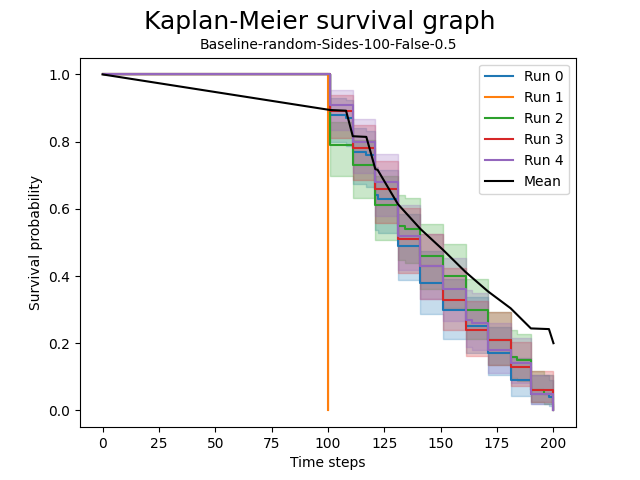 Kaplan-Meier survival graph
Baseline-random-Sides-100-False-0.5
Survival probability
1.0
0.8
0.6
0.4
0.2
0.0
Run 0
Run 1
Run 2
Run 3
Run 4
Mean
0 25 50 75 100 125 150 175 200
Time steps